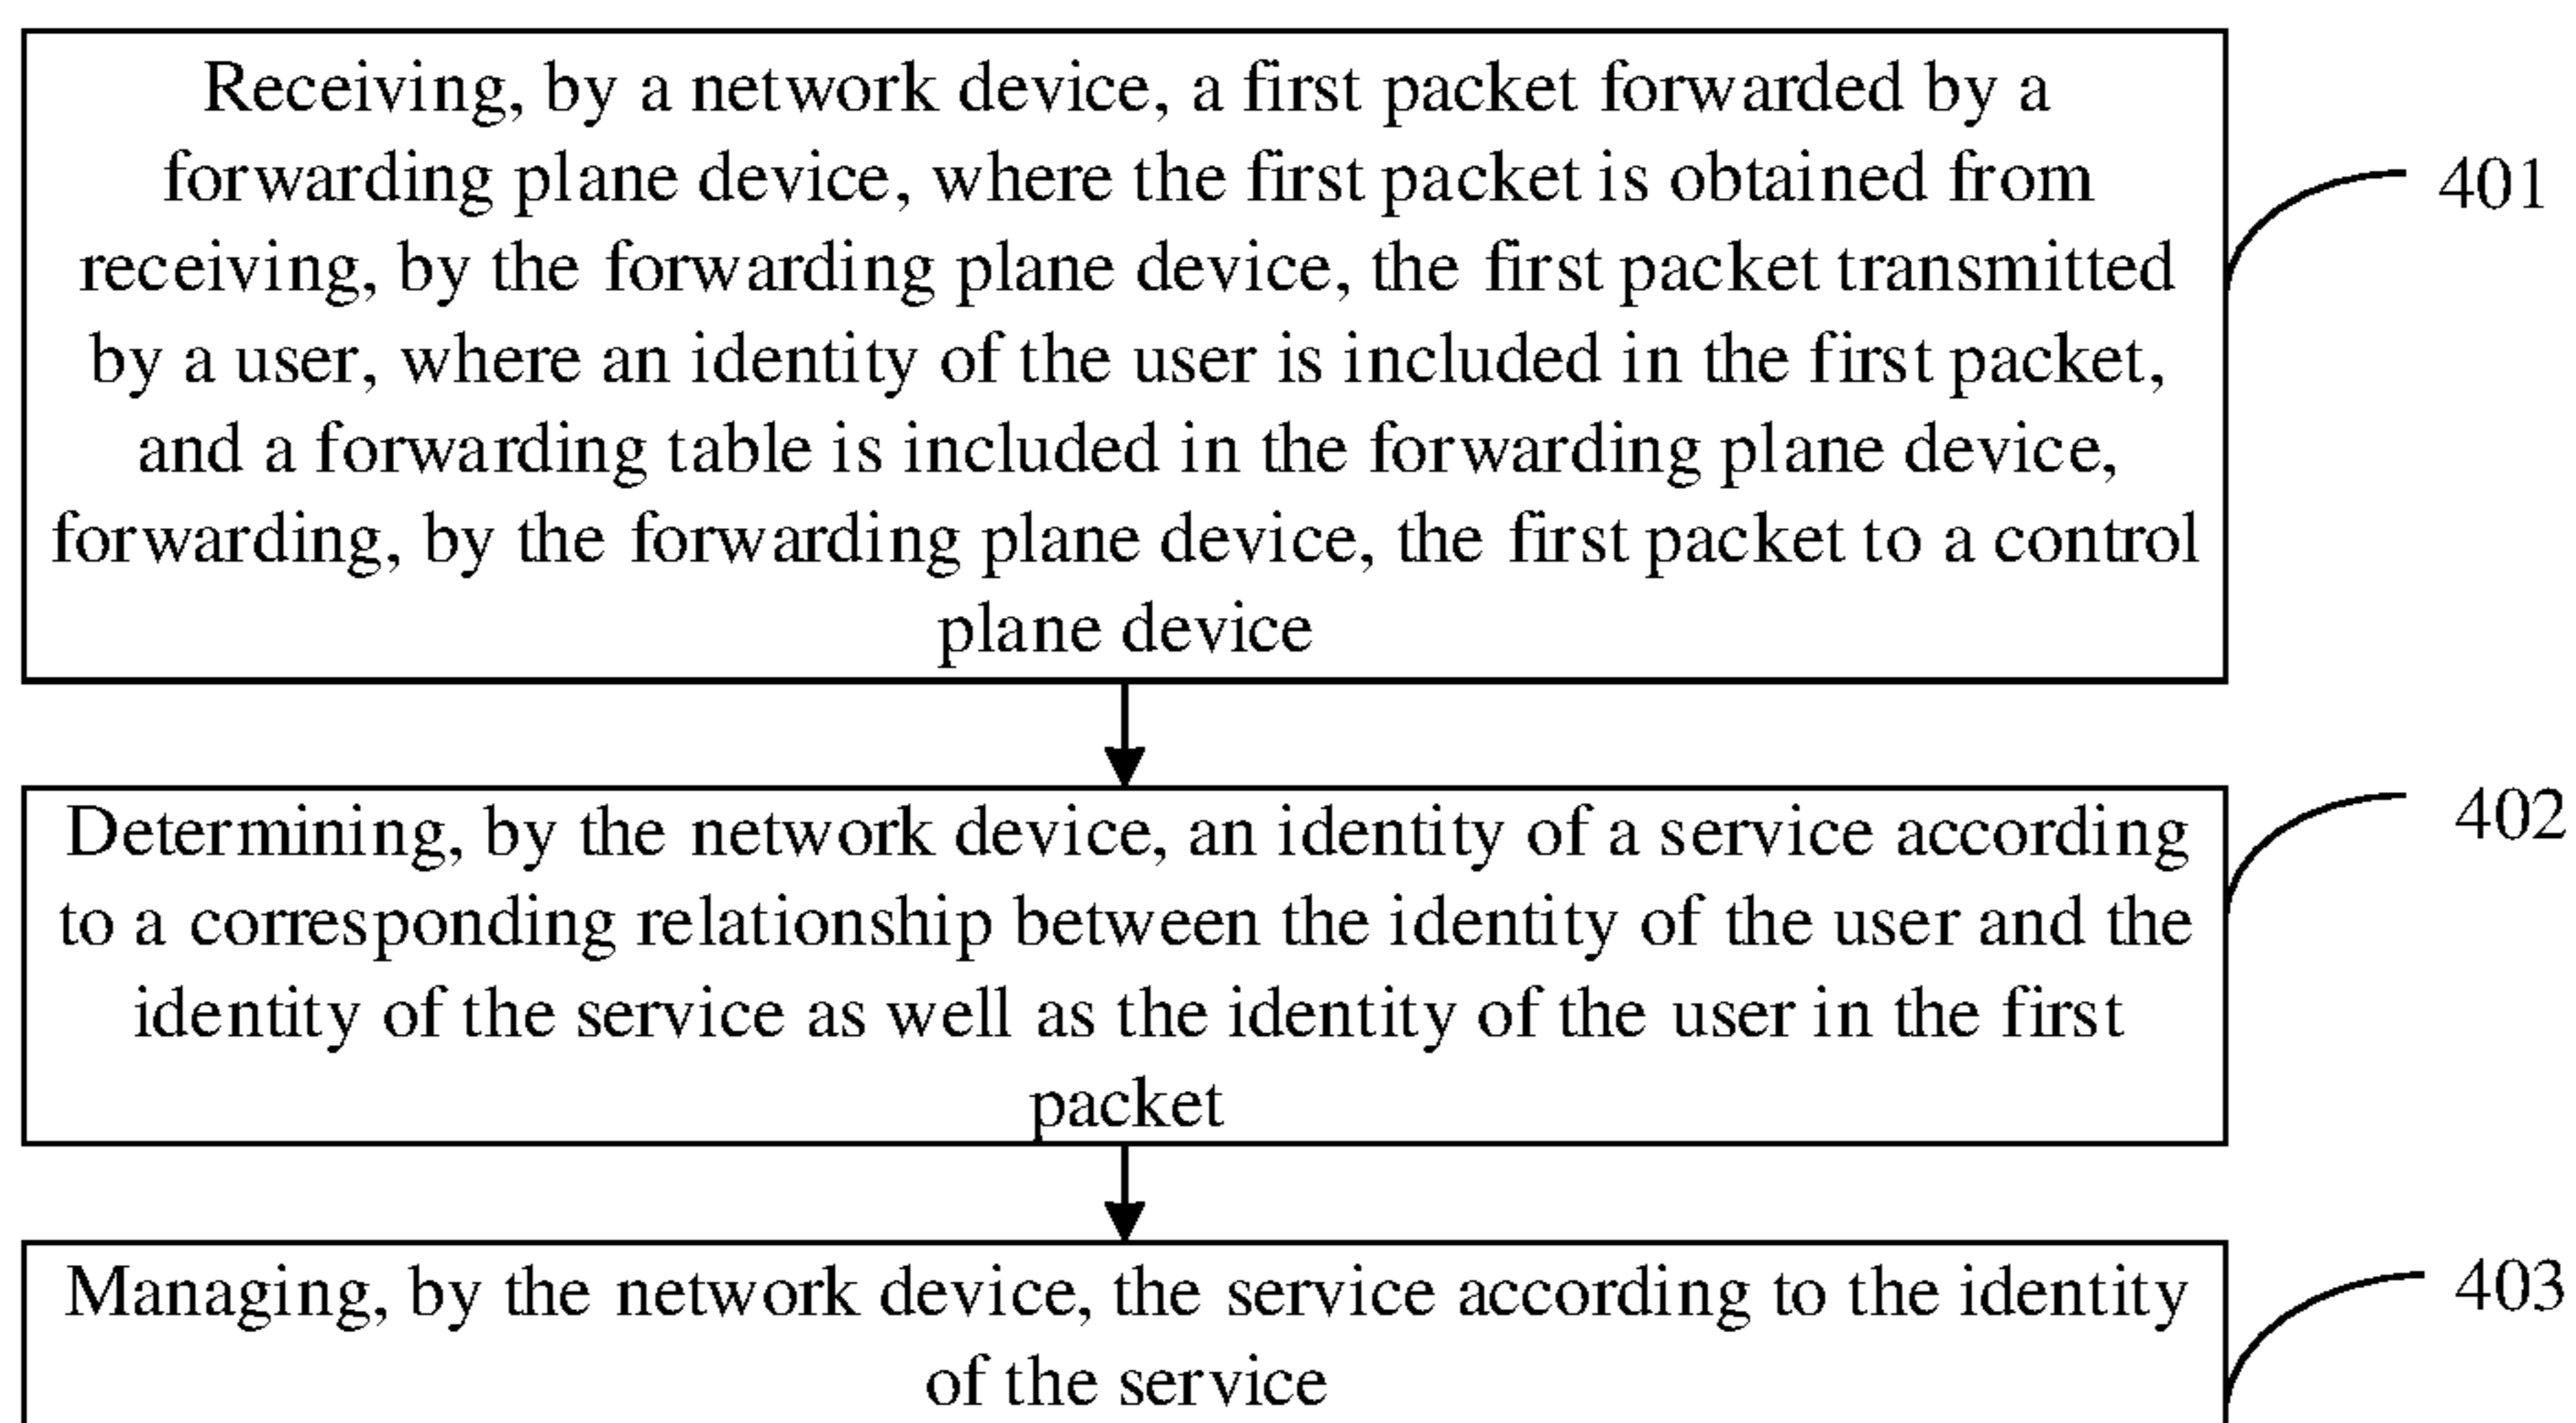 Receiving, by a network device, a first packet forwarded by a
forwarding plane device, where the first packet is obtained from
receiving, by the forwarding plane device, the first packet transmitted
by a user, where an identity of the user is included in the first packet,
and a forwarding table is included in the forwarding plane device,
forwarding, by the forwarding plane device, the first packet to a control
plane device
401
Determining, by the network device, an identity of a service according
to a corresponding relationship between the identity of the user and the
identity of the service as well as the identity of the user in the first
packet
402
Managing, by the network device, the service according to the identity
of the service
403